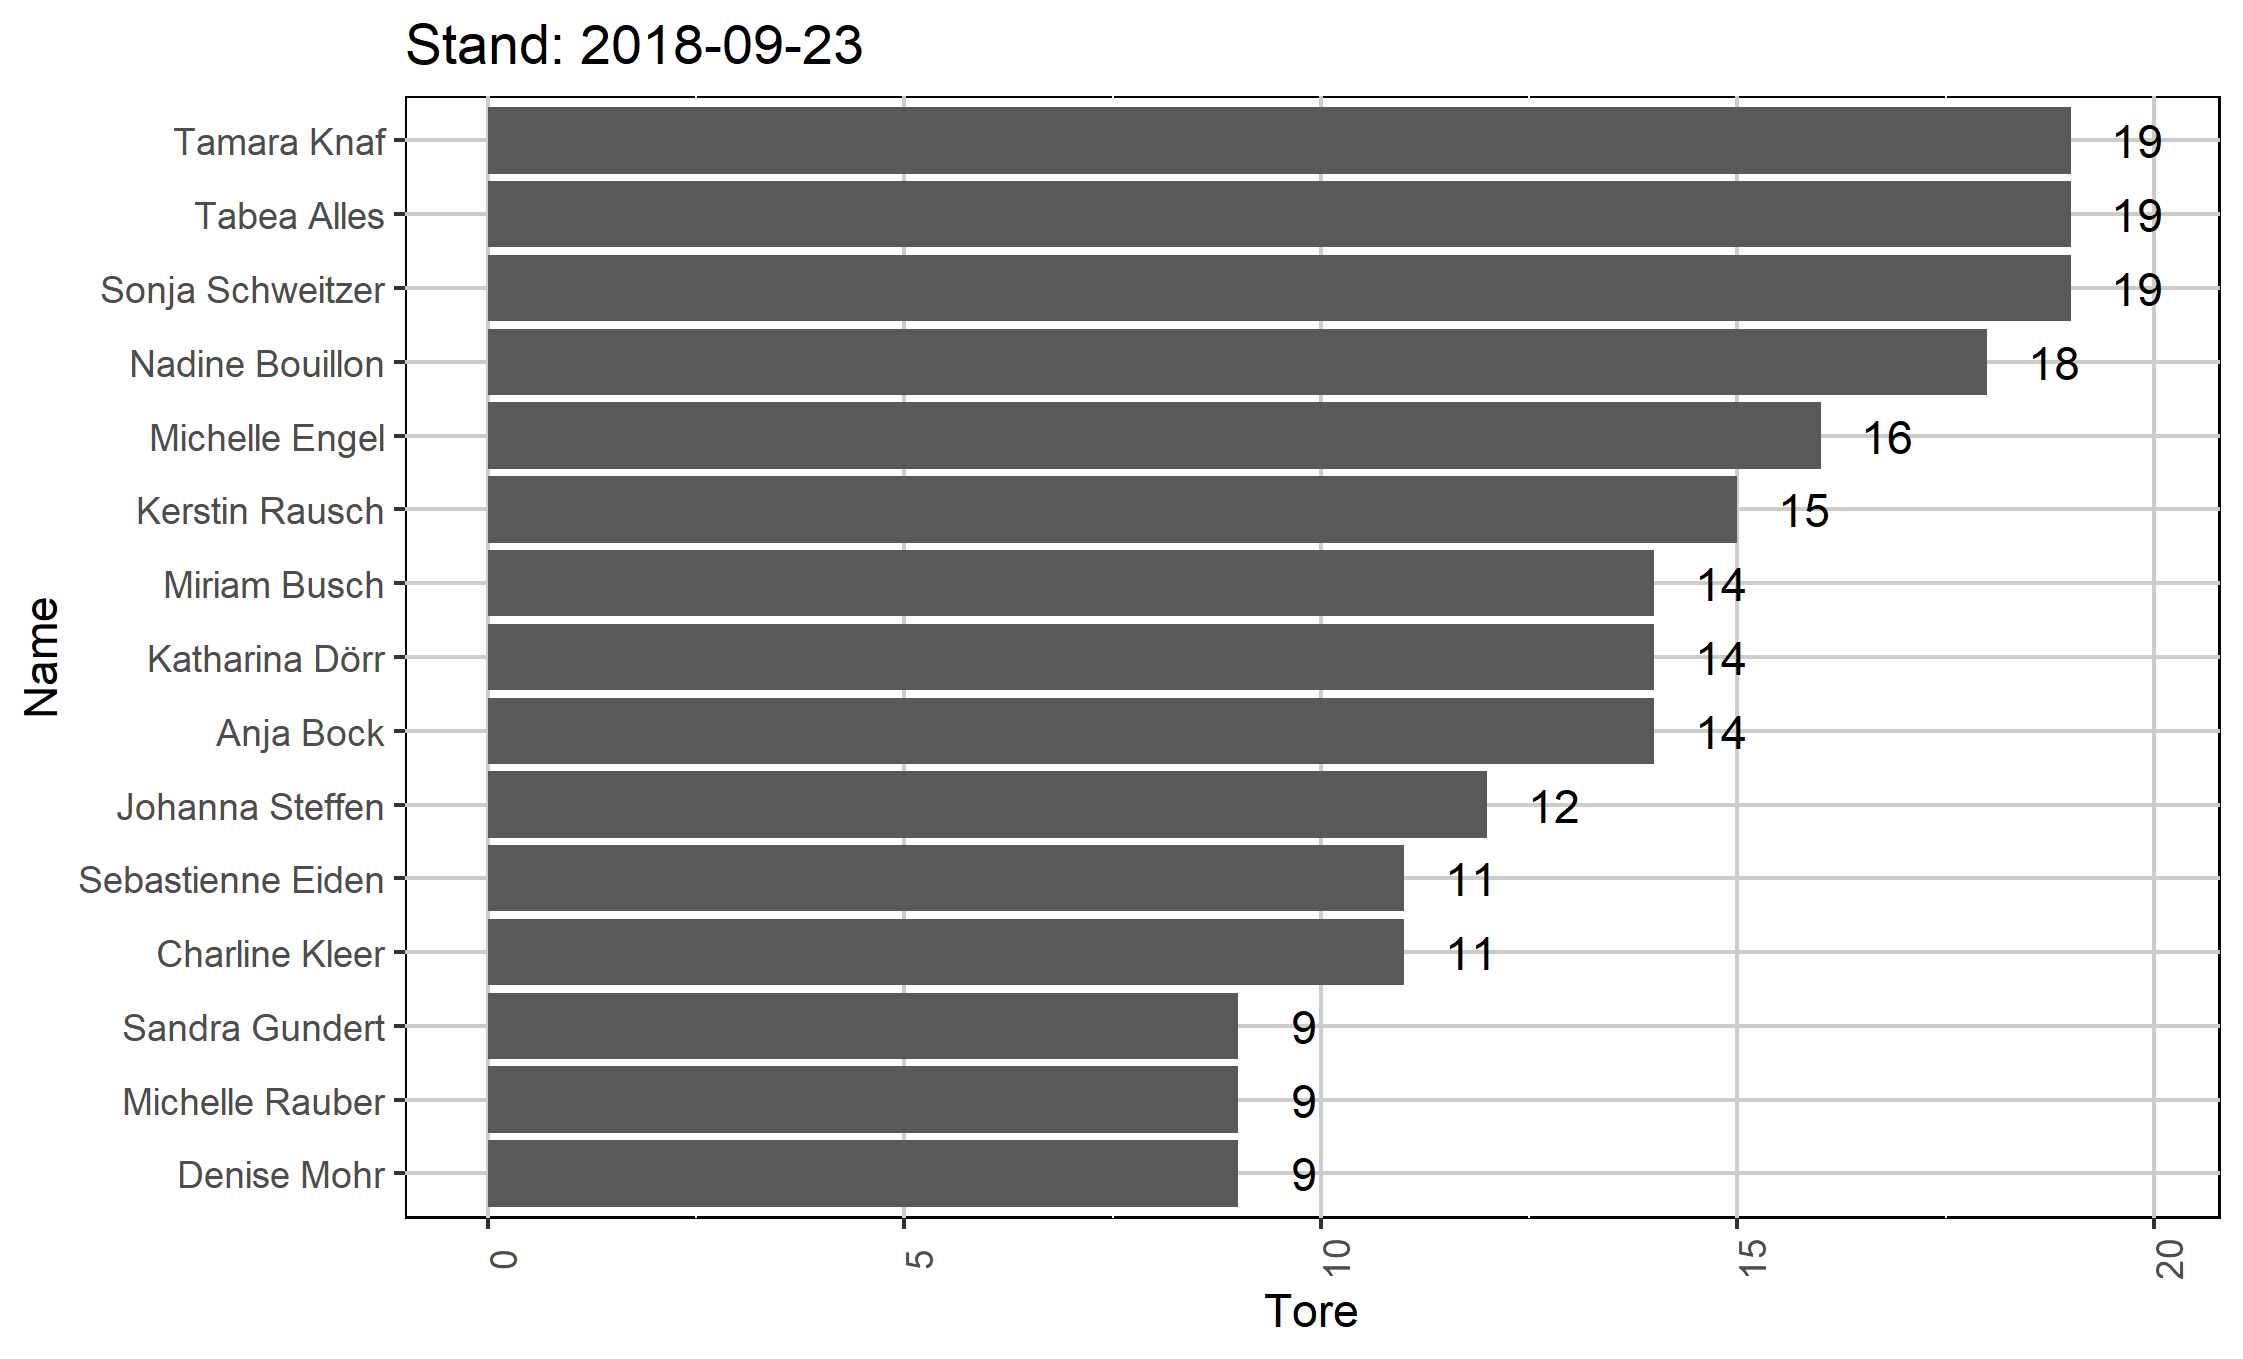 Stand: 2018-09-23
Name
Tamara Knaf 19
Tabea Alles 19
Sonja Schweitzer 19
Nadine Bouillon 18
Michelle Engel 16
Kerstin Rausch 15
Miriam Busch 14
Katharina Dörr 14
Anja Bock 14
Johanna Steffen 12
Sebastienne Eiden 11
Charline Kleer 11
Sandra Gundert 9
Michelle Rauber 9
Denise Mohr 9
0 5 10 15 20
Tore